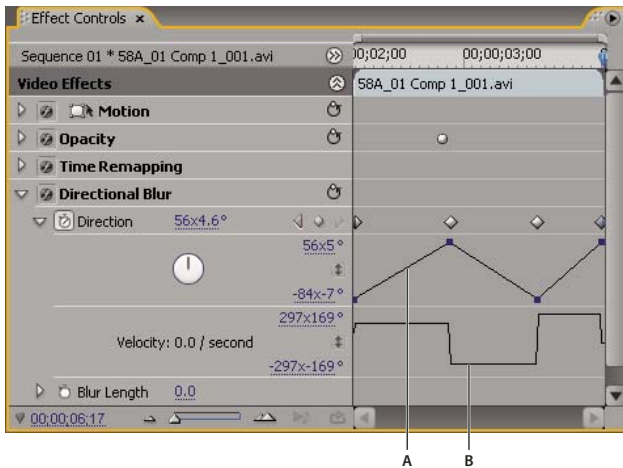 Effect Controls ×
Sequence 01 * 58A_01 Comp 1_001.avi
00;02;00 00;00;03;00
Video Effects
58A_01 Comp 1_001.avi
Motion
Opacity
Time Remapping
Directional Blur
Direction 56x4.6°
56x5°
-84x-7°
297x169°
Velocity: 0.0 / second
-297x-169°
Blur Length 0.0
00;00;06;17
A B